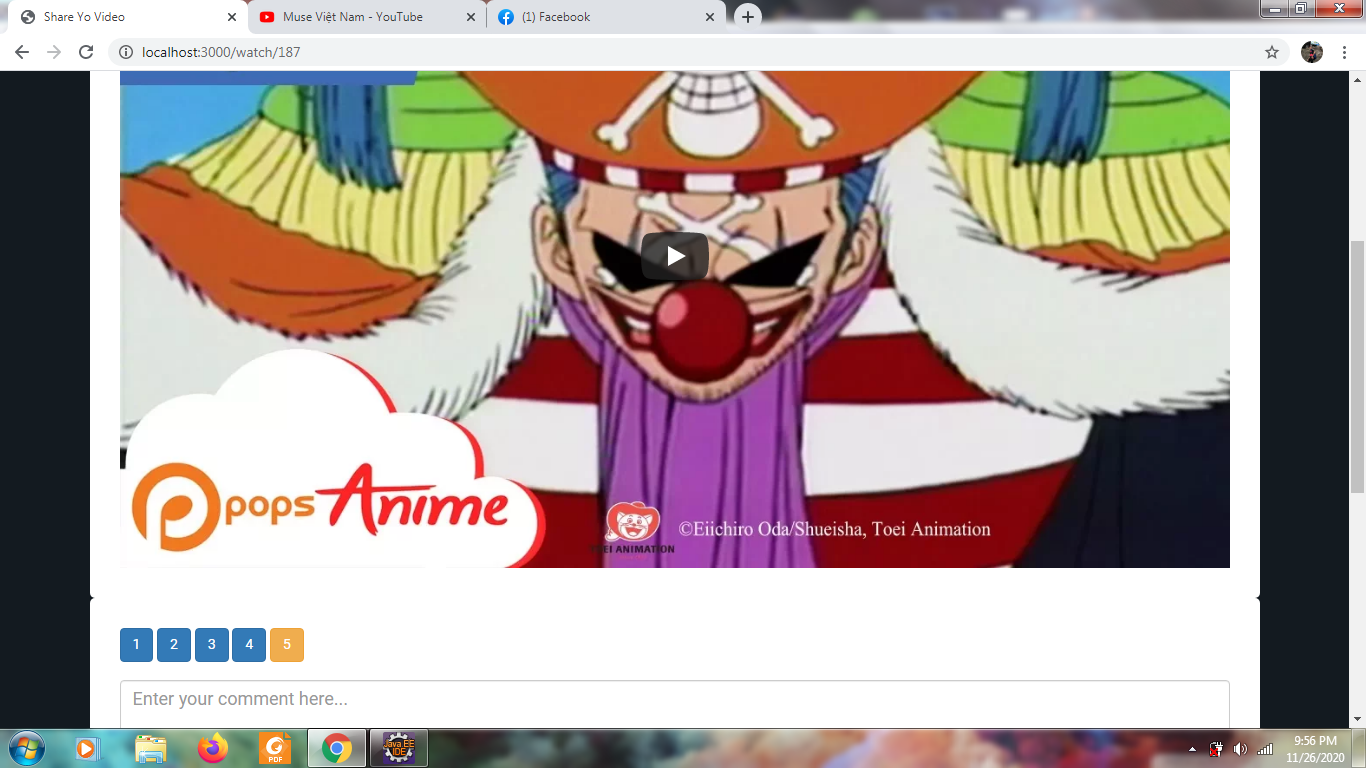 Share Yo Video
Muse Việt Nam - YouTube
(1) Facebook
localhost:3000/watch/187
pops Anime
TOEI ANIMATION
©Eiichiro Oda/Shueisha, Toei Animation
1 2 3 4 5
Enter your comment here...
PDF
Java EE
IDE
9:56 PM
11/26/2020